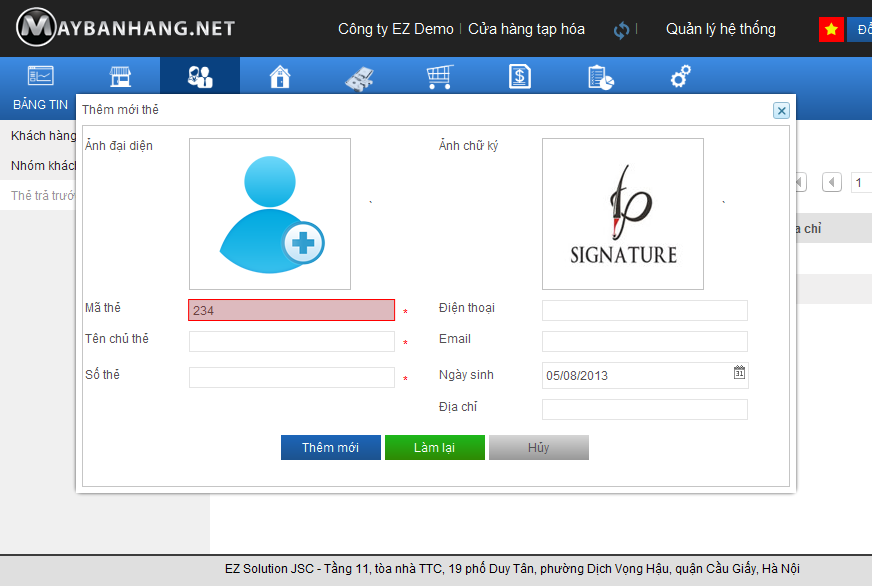 MAYBANHANG.NET
Công ty EZ Demo | Cửa hàng tạp hóa | Quản lý hệ thống
BẢNG TIN
Khách hàng
Nhóm khách
Thẻ trả trước
Thêm mới thẻ
Ảnh đại diện
`
Ảnh chữ ký
SIGNATURE
`
1
a chỉ
Mã thẻ 234 *
Điện thoại
Tên chủ thẻ *
Email
Số thẻ *
Ngày sinh 05/08/2013 31
Địa chỉ
Thêm mới Làm lại Hủy
EZ Solution JSC - Tầng 11, tòa nhà TTC, 19 phố Duy Tân, phường Dịch Vọng Hậu, quận Cầu Giấy, Hà Nội